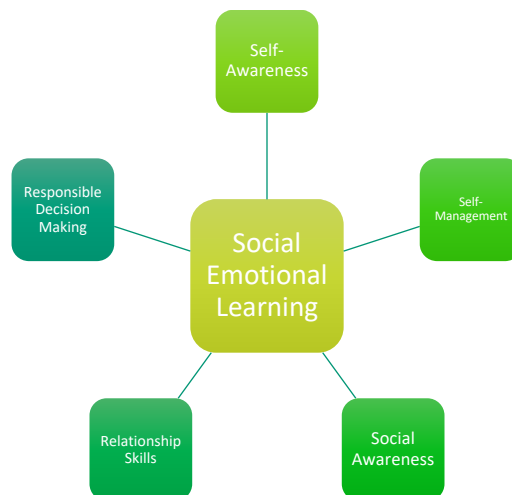 Self-
Awareness
Responsible
Decision
Making
Self-
Management
Social
Emotional
Learning
Relationship
Skills
Social
Awareness